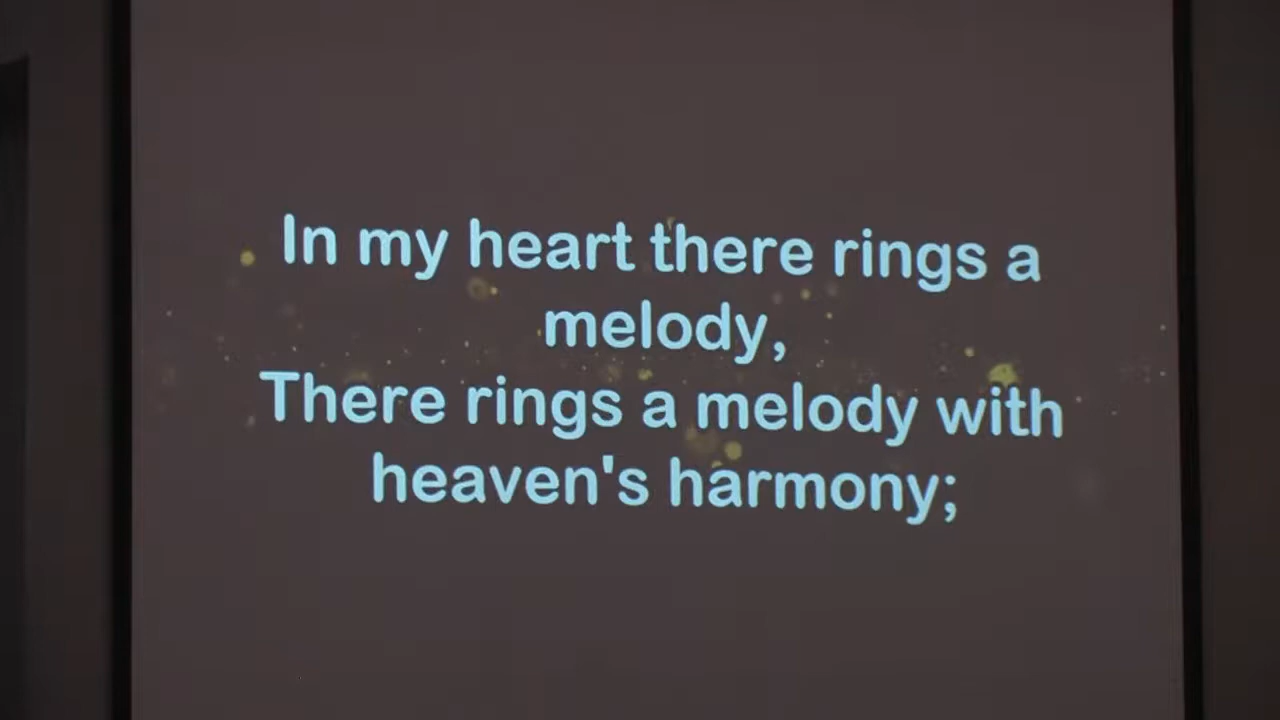 In my heart there rings a
melody,
There rings a melody with
heaven's harmony;